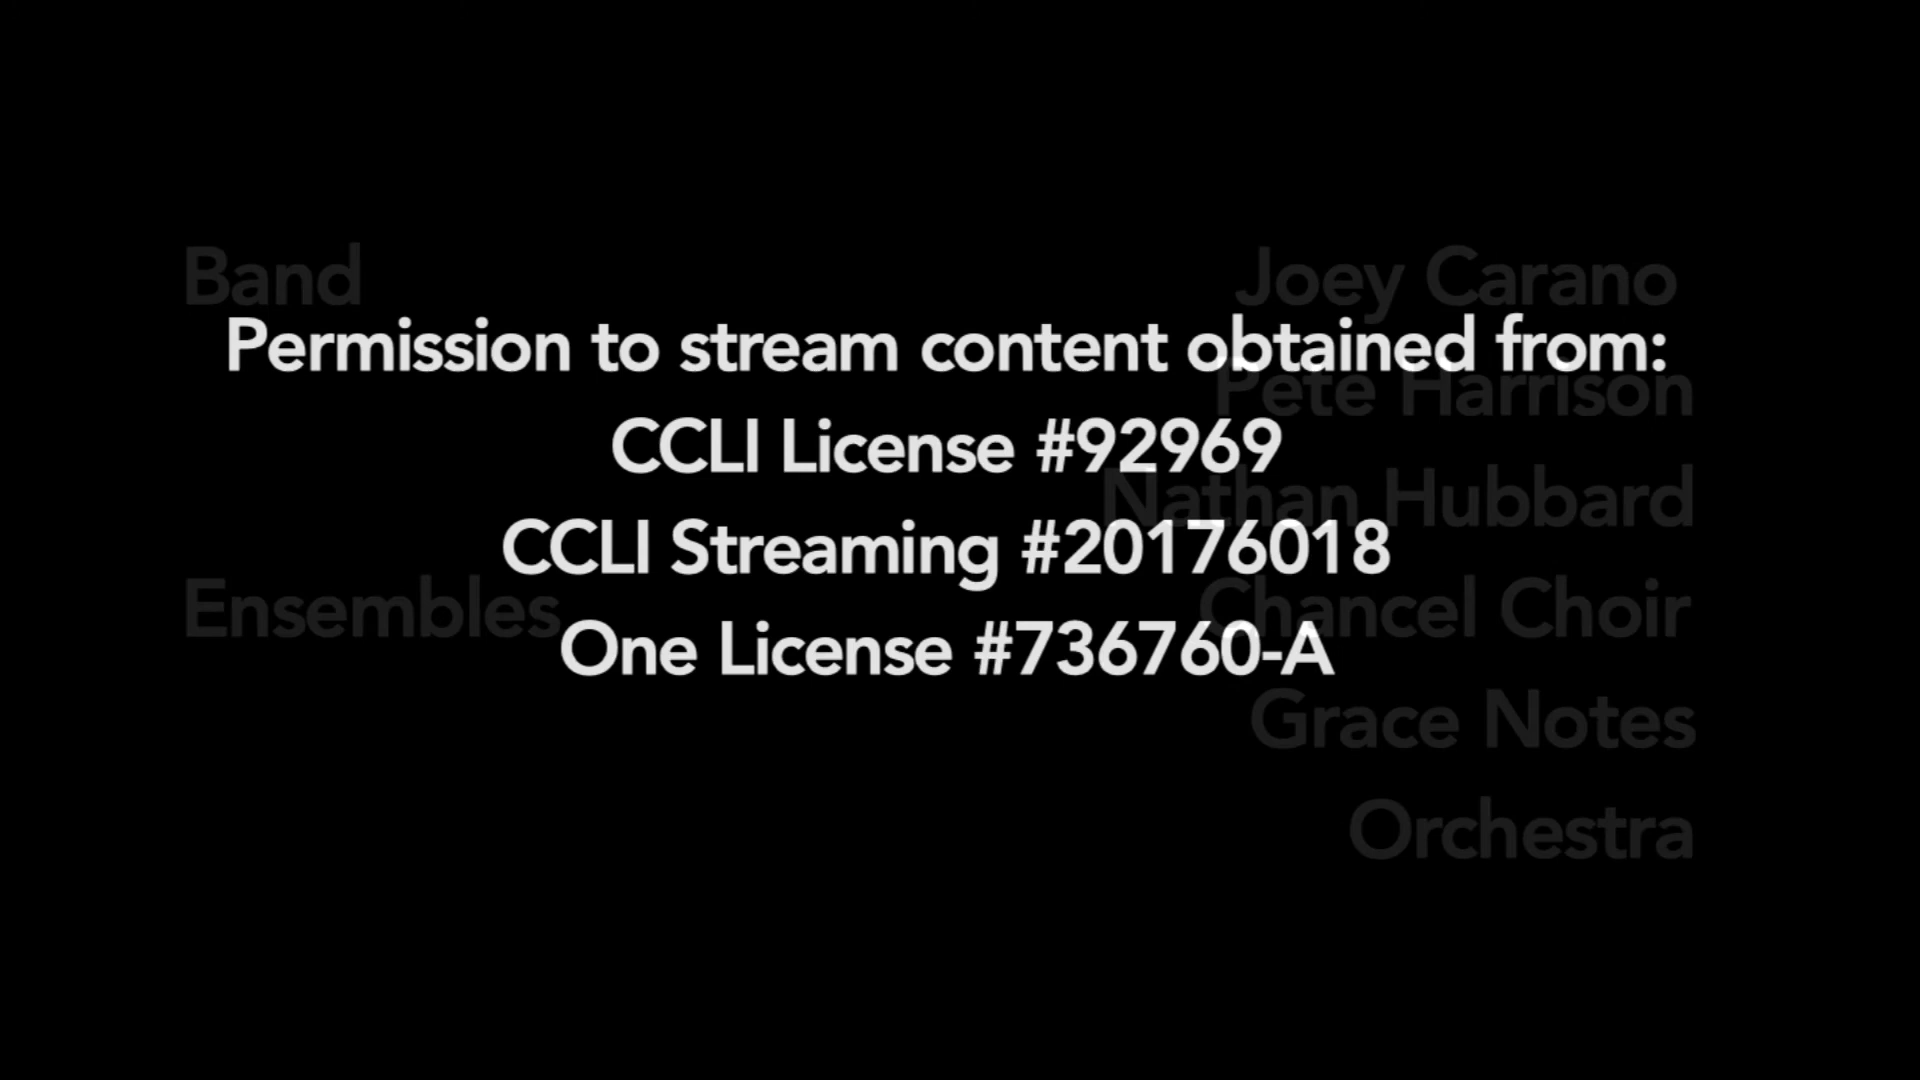 Band Joey Carano
Permission to stream content obtained from:
Pete Harrison
CCLI License #92969
Nathan Hubbard
CCLI Streaming #20176018
Ensembles Chancel Choir
One License #736760-A
Grace Notes
Orchestra